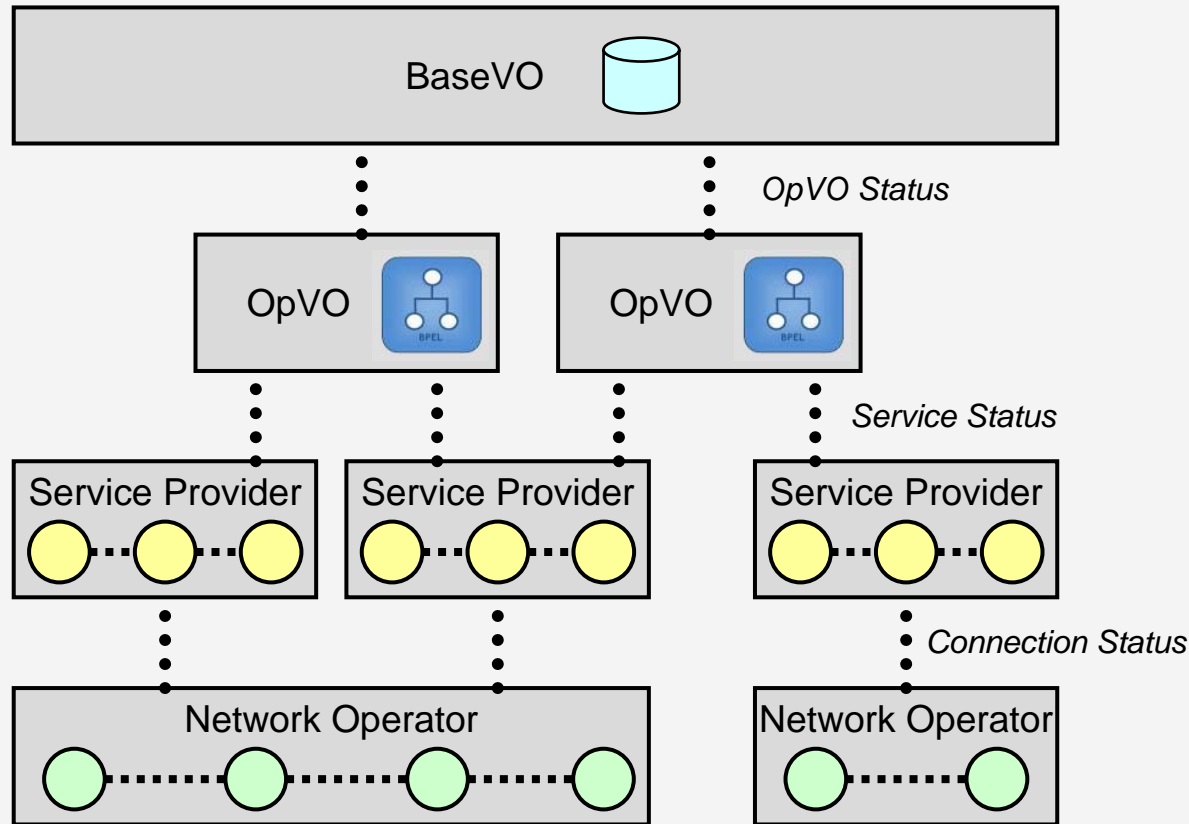 BaseVO
OpVO Status
OpVO
BPEL
OpVO
BPEL
Service Status
Service Provider
Service Provider
Service Provider
Connection Status
Network Operator
Network Operator